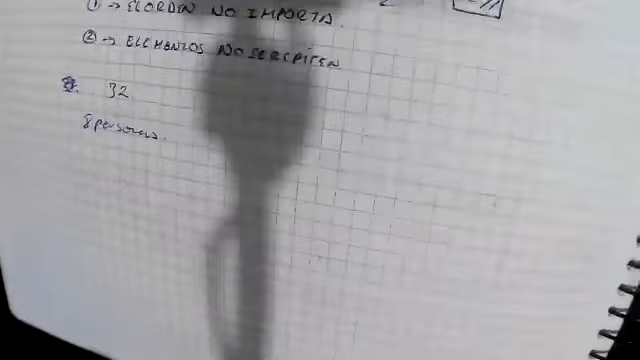 ① → EL ORDEN NO IMPORTA.
② → ELEMENTOS NO SE REPITEN
32
8 personas.